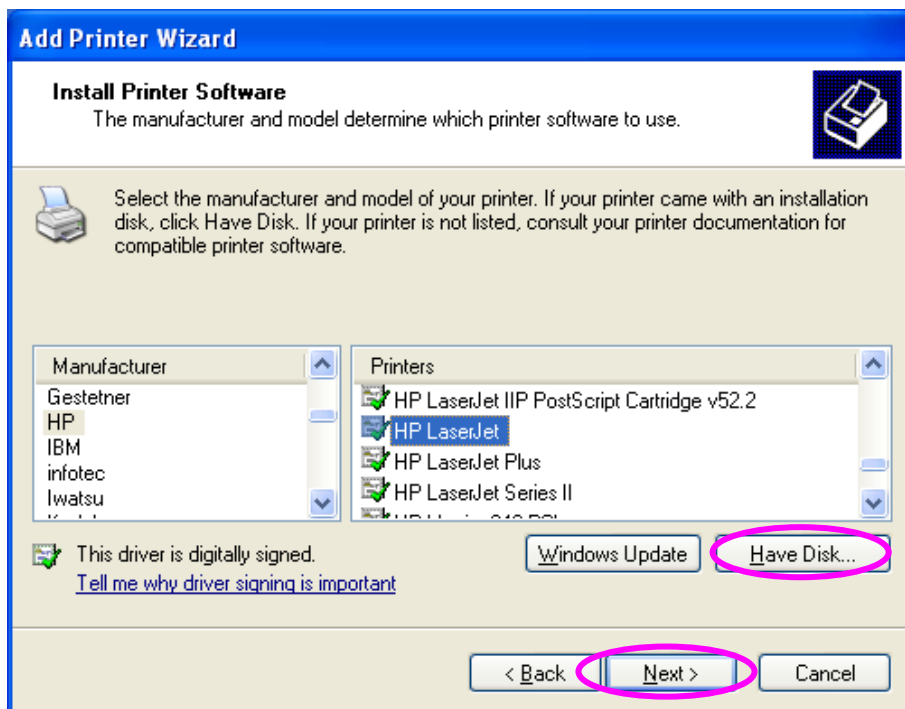 Add Printer Wizard
Install Printer Software
The manufacturer and model determine which printer software to use.
Select the manufacturer and model of your printer. If your printer came with an installation
disk, click Have Disk. If your printer is not listed, consult your printer documentation for
compatible printer software.
Manufacturer
Gestetner
HP
IBM
infotec
Iwatsu
Printers
HP LaserJet IIP PostScript Cartridge v52.2
HP LaserJet
HP LaserJet Plus
HP LaserJet Series II
This driver is digitally signed.
Tell me why driver signing is important
Windows Update
Have Disk...
< Back
Next >
Cancel